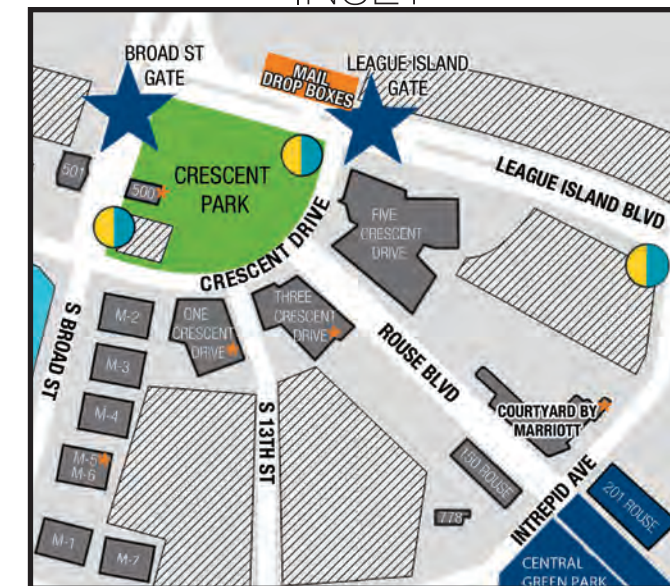 INSET
BROAD ST
GATE
LEAGUE ISLAND
GATE
MAIL
DROP BOXES
501
500
CRESCENT
PARK
LEAGUE ISLAND BLVD
FIVE
CRESCENT
DRIVE
CRESCENT DRIVE
S BROAD ST
M-2
ONE
CRESCENT
DRIVE
THREE
CRESCENT
DRIVE
M-3
ROUSE BLVD
M-4
S 13TH ST
COURTYARD BY
MARRIOTT
M-5
M-6
150 ROUSE
201 ROUSE
778
INTREPID AVE
M-1
M-7
CENTRAL
GREEN PARK